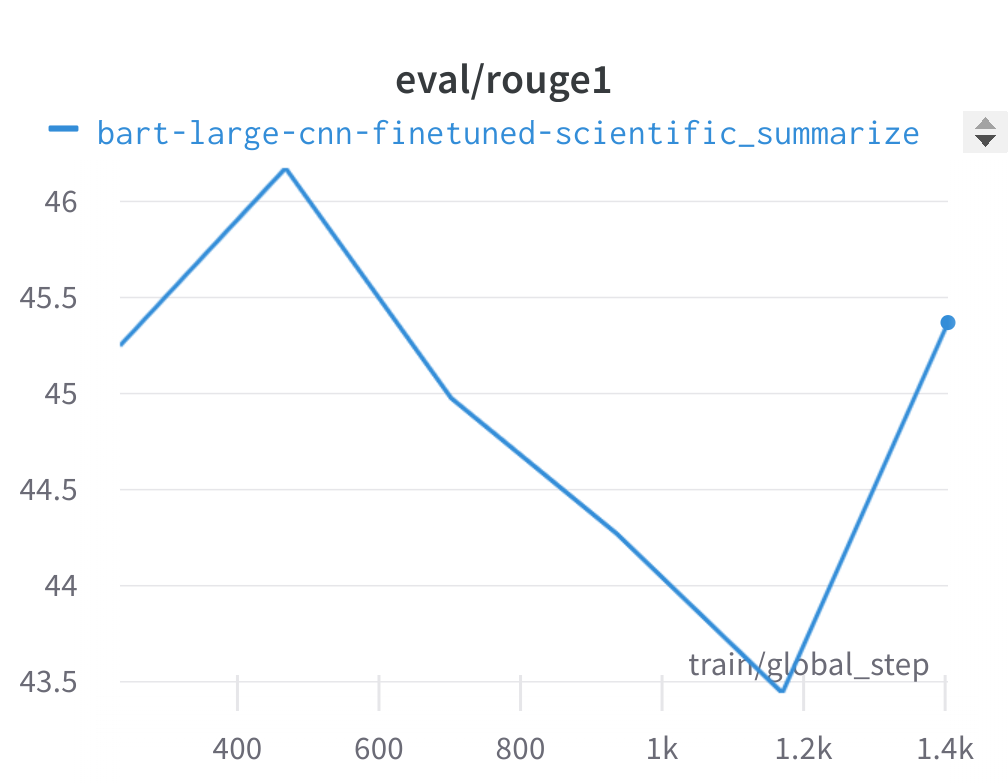 eval/rouge1
bart-large-cnn-finetuned-scientific_summarize
46
45.5
45
44.5
44
43.5
train/global_step
400 600 800 1k 1.2k 1.4k